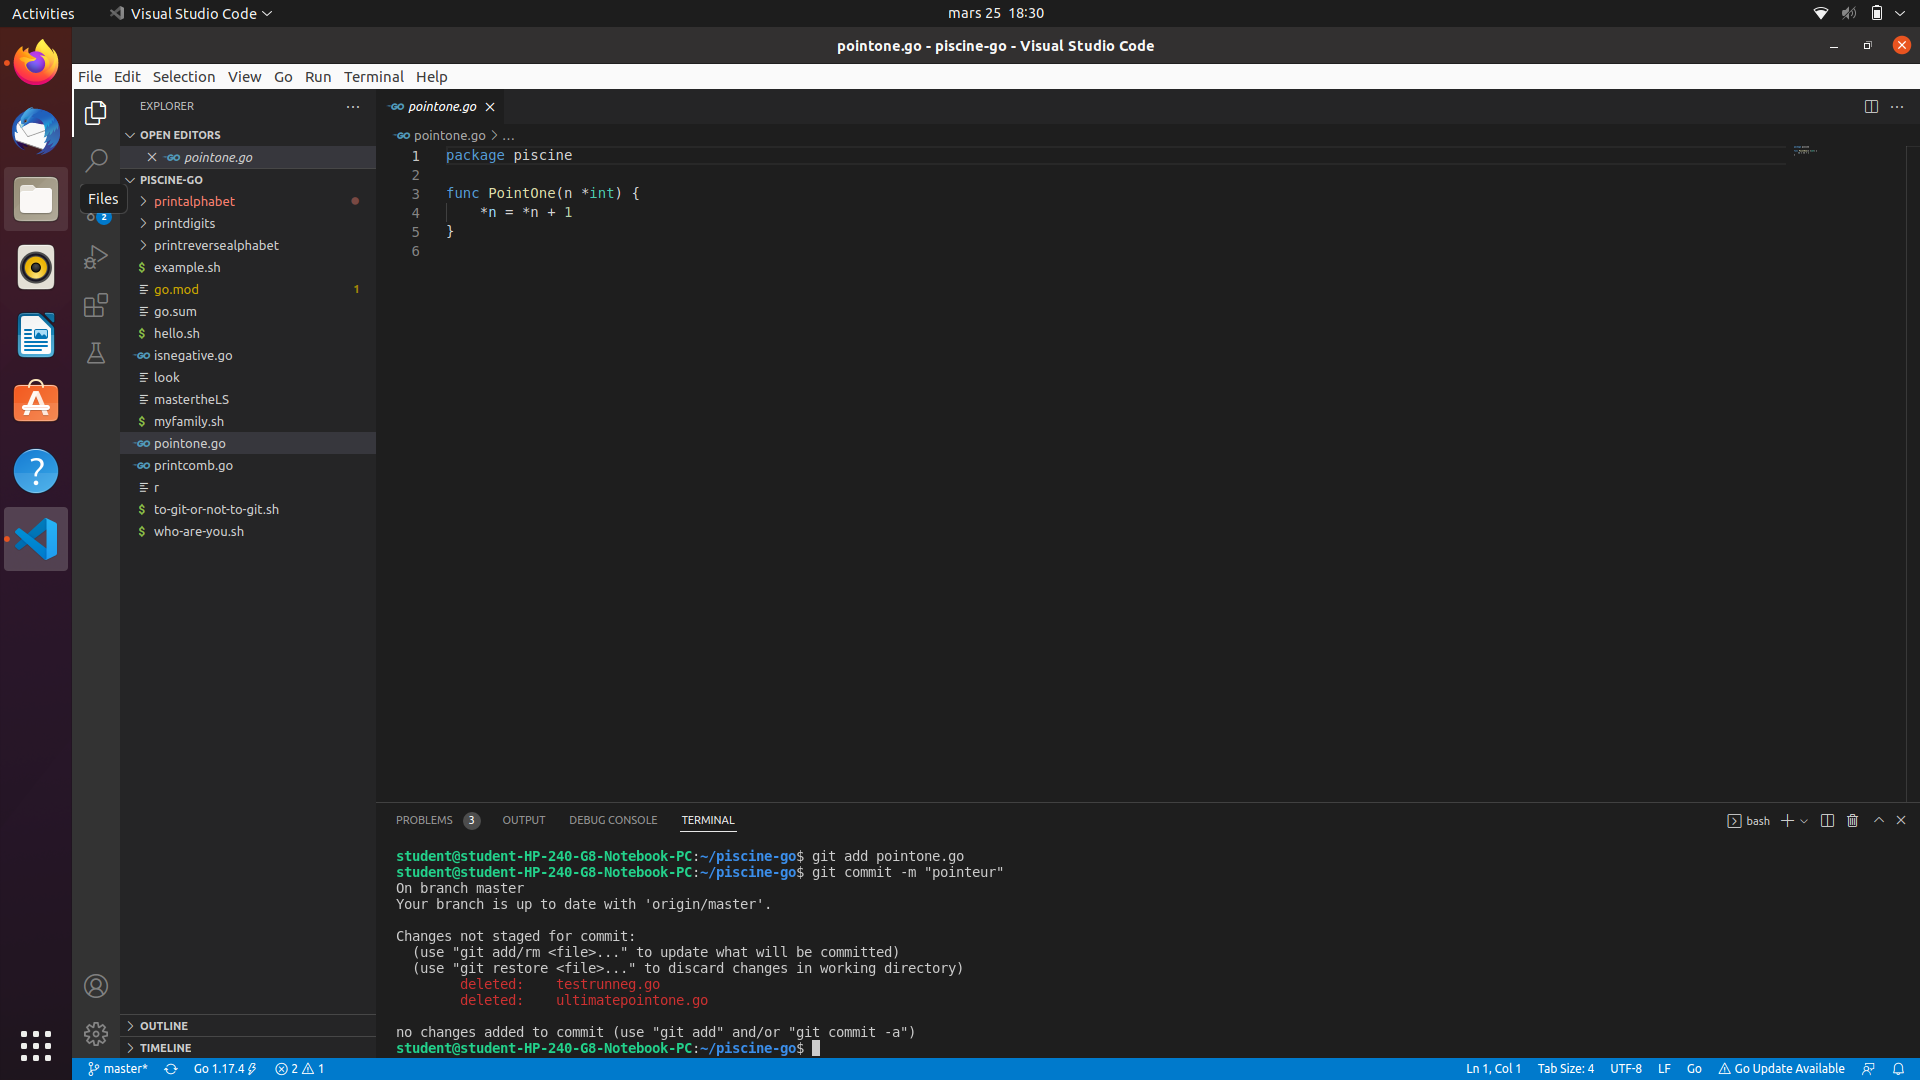 Activities
Visual Studio Code
mars 25 18:30
pointone.go - piscine-go - Visual Studio Code
File Edit Selection View Go Run Terminal Help
EXPLORER
OPEN EDITORS
pointone.go
PISCINE-GO
Files
2
printalphabet
printdigits
printreversealphabet
$ example.sh
go.mod 1
go.sum
$ hello.sh
GO isnegative.go
look
mastertheLS
$ myfamily.sh
GO pointone.go
GO printcomb.go
r
$ to-git-or-not-to-git.sh
$ who-are-you.sh
OUTLINE
TIMELINE
GO pointone.go
GO pointone.go > ...
1 package piscine
2
3 func PointOne(n *int) {
4 *n = *n + 1
5 }
6
PROBLEMS 3 OUTPUT DEBUG CONSOLE TERMINAL
bash
student@student-HP-240-G8-Notebook-PC:~/piscine-go$ git add pointone.go
student@student-HP-240-G8-Notebook-PC:~/piscine-go$ git commit -m "pointeur"
On branch master
Your branch is up to date with 'origin/master'.
Changes not staged for commit:
(use "git add/rm <file>..." to update what will be committed)
(use "git restore <file>..." to discard changes in working directory)
deleted: testrunneg.go
deleted: ultimatepointone.go
no changes added to commit (use "git add" and/or "git commit -a")
student@student-HP-240-G8-Notebook-PC:~/piscine-go$
master* Go 1.17.4 2 1
Ln 1, Col 1 Tab Size: 4 UTF-8 LF Go Go Update Available